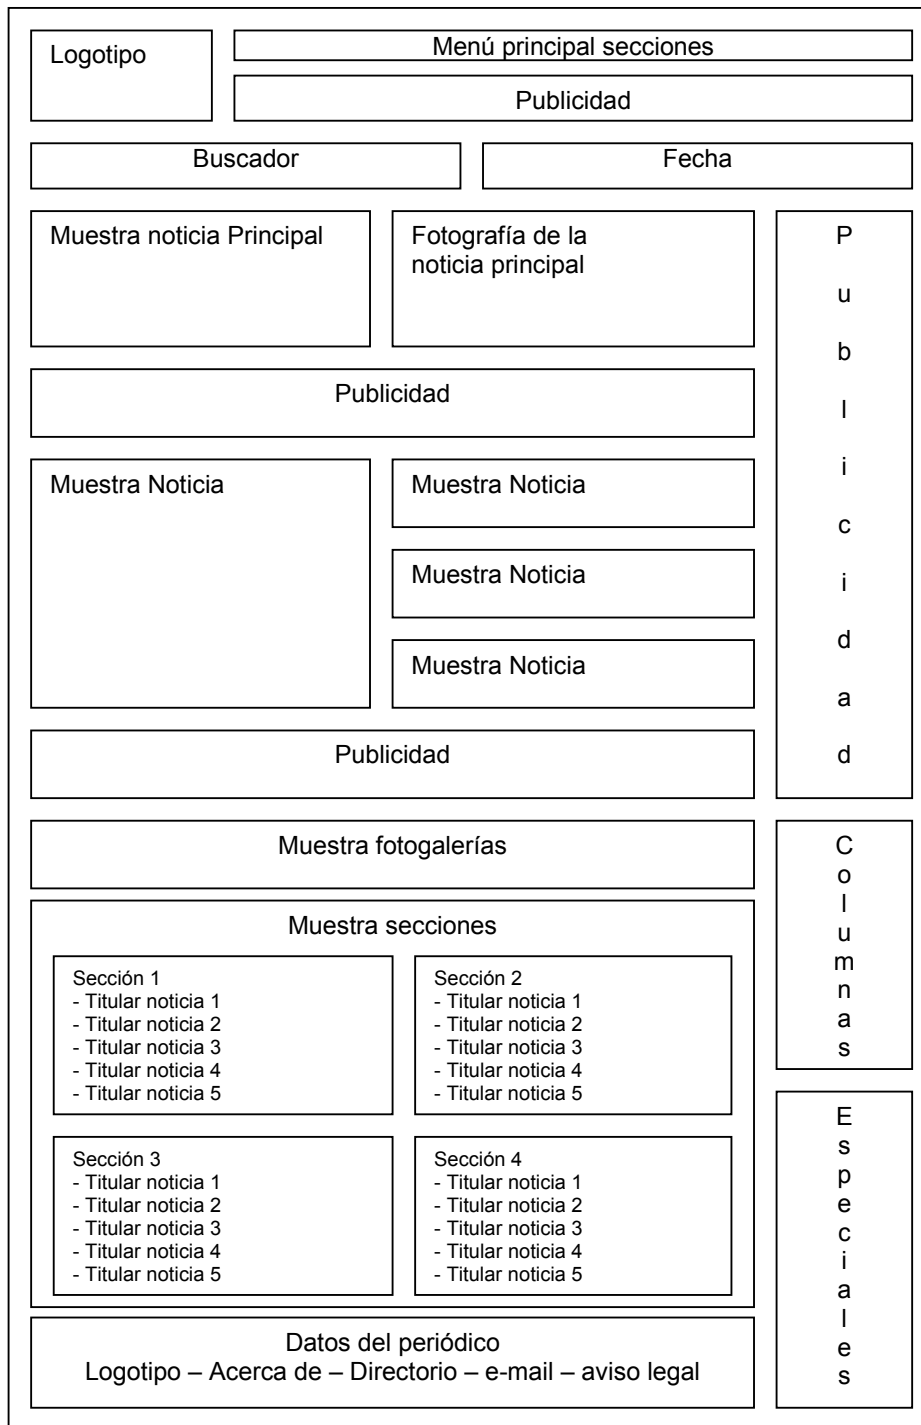 Logotipo
Menú principal secciones
Publicidad
Buscador
Fecha
Muestra noticia Principal
Fotografía de la
noticia principal
Publicidad
Publicidad
Muestra Noticia
Muestra Noticia
Muestra Noticia
Muestra Noticia
Publicidad
Muestra fotogalerías
Columnas
Muestra secciones
Sección 1
- Titular noticia 1
- Titular noticia 2
- Titular noticia 3
- Titular noticia 4
- Titular noticia 5
Sección 2
- Titular noticia 1
- Titular noticia 2
- Titular noticia 3
- Titular noticia 4
- Titular noticia 5
Sección 3
- Titular noticia 1
- Titular noticia 2
- Titular noticia 3
- Titular noticia 4
- Titular noticia 5
Sección 4
- Titular noticia 1
- Titular noticia 2
- Titular noticia 3
- Titular noticia 4
- Titular noticia 5
Especiales
Datos del periódico
Logotipo – Acerca de – Directorio – e-mail – aviso legal